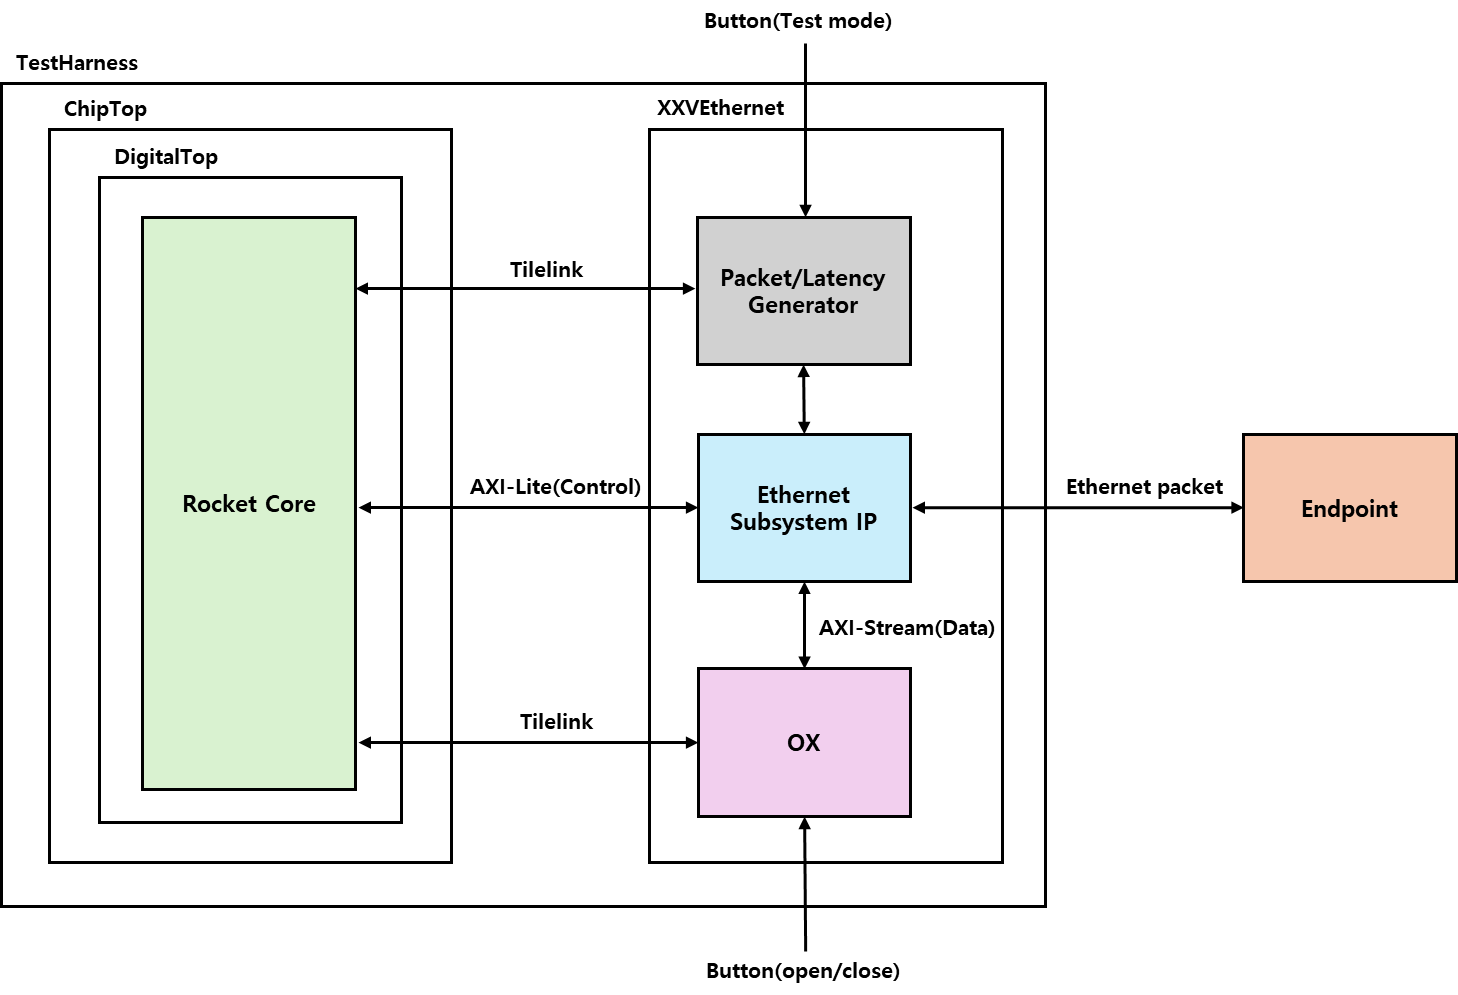 Button(Test mode)
TestHarness
ChipTop
XXVEthernet
DigitalTop
Tilelink
Packet/Latency
Generator
Rocket Core
AXI-Lite(Control)
Ethernet
Subsystem IP
Ethernet packet
Endpoint
AXI-Stream(Data)
Tilelink
OX
Button(open/close)